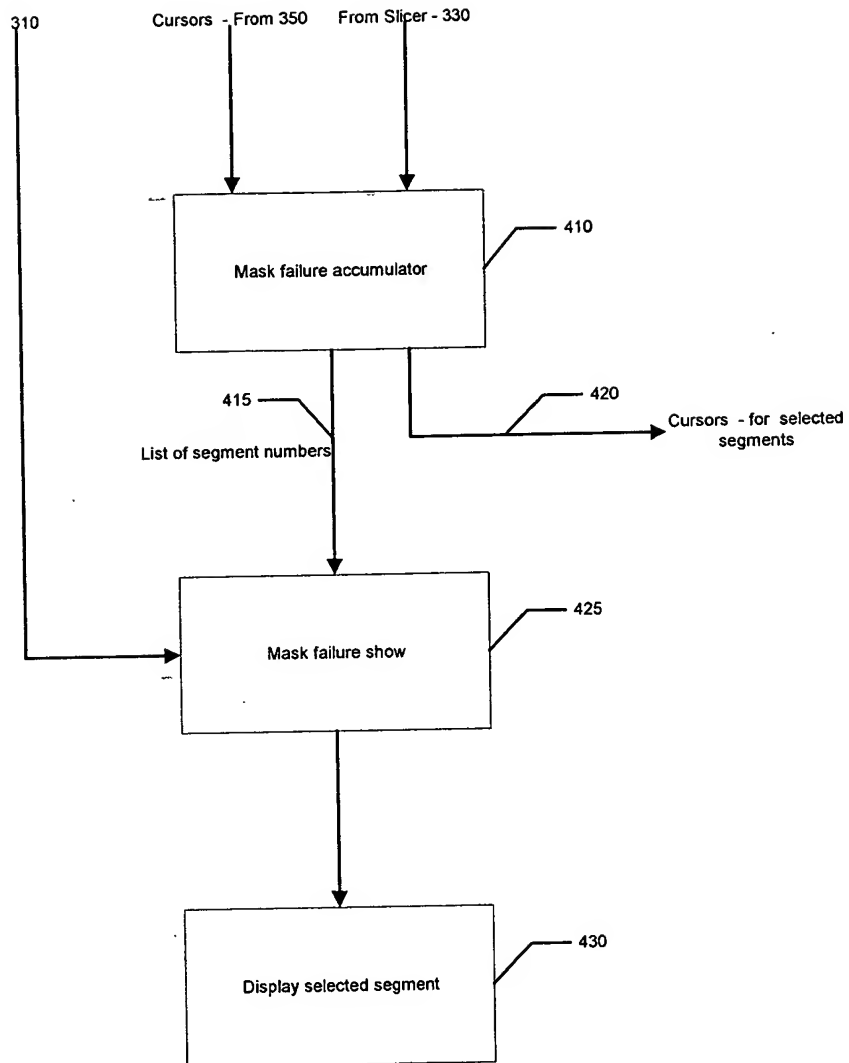 310
Cursors - From 350
From Slicer - 330
410
Mask failure accumulator
415
420
Cursors - for selected
segments
List of segment numbers
425
Mask failure show
430
Display selected segment